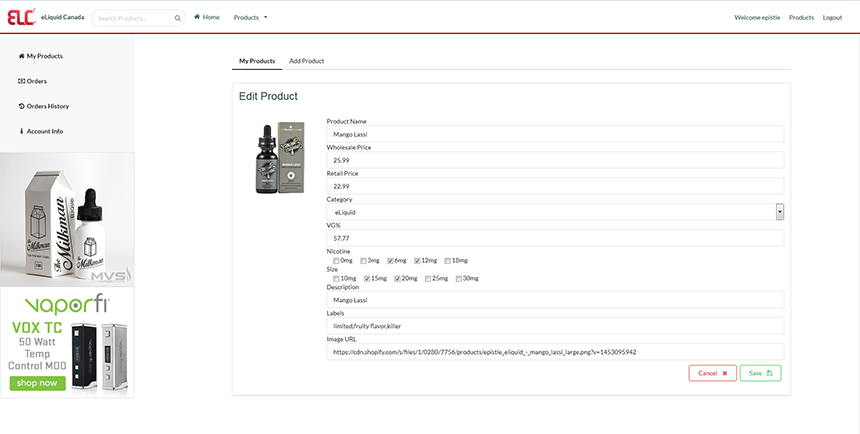 ELC eLiquid Canada Search Products... Home Products Welcome epistle Products Logout
My Products
Orders
Orders History
Account Info
My Products Add Product
Edit Product
Product Name
Mango Lassi
Wholesale Price
25.99
Retail Price
22.99
Category
eLiquid
VG%
57.77
Nicotine
0mg 3mg 6mg 12mg 18mg
Size
10mg 15mg 20mg 25mg 30mg
Description
Mango Lassi
Labels
limited,fruity flavor,killer
Image URL
https://cdn.shopify.com/s/files/1/0280/7756/products/epistle_eliquid_-_mango_lassi_large.png?v=1453095942
Cancel Save
The
Milkman
ELIQUID
The
Milkman
MVS
vaporfi
VOX TC
50 Watt
Temp
Control MOD
shop now